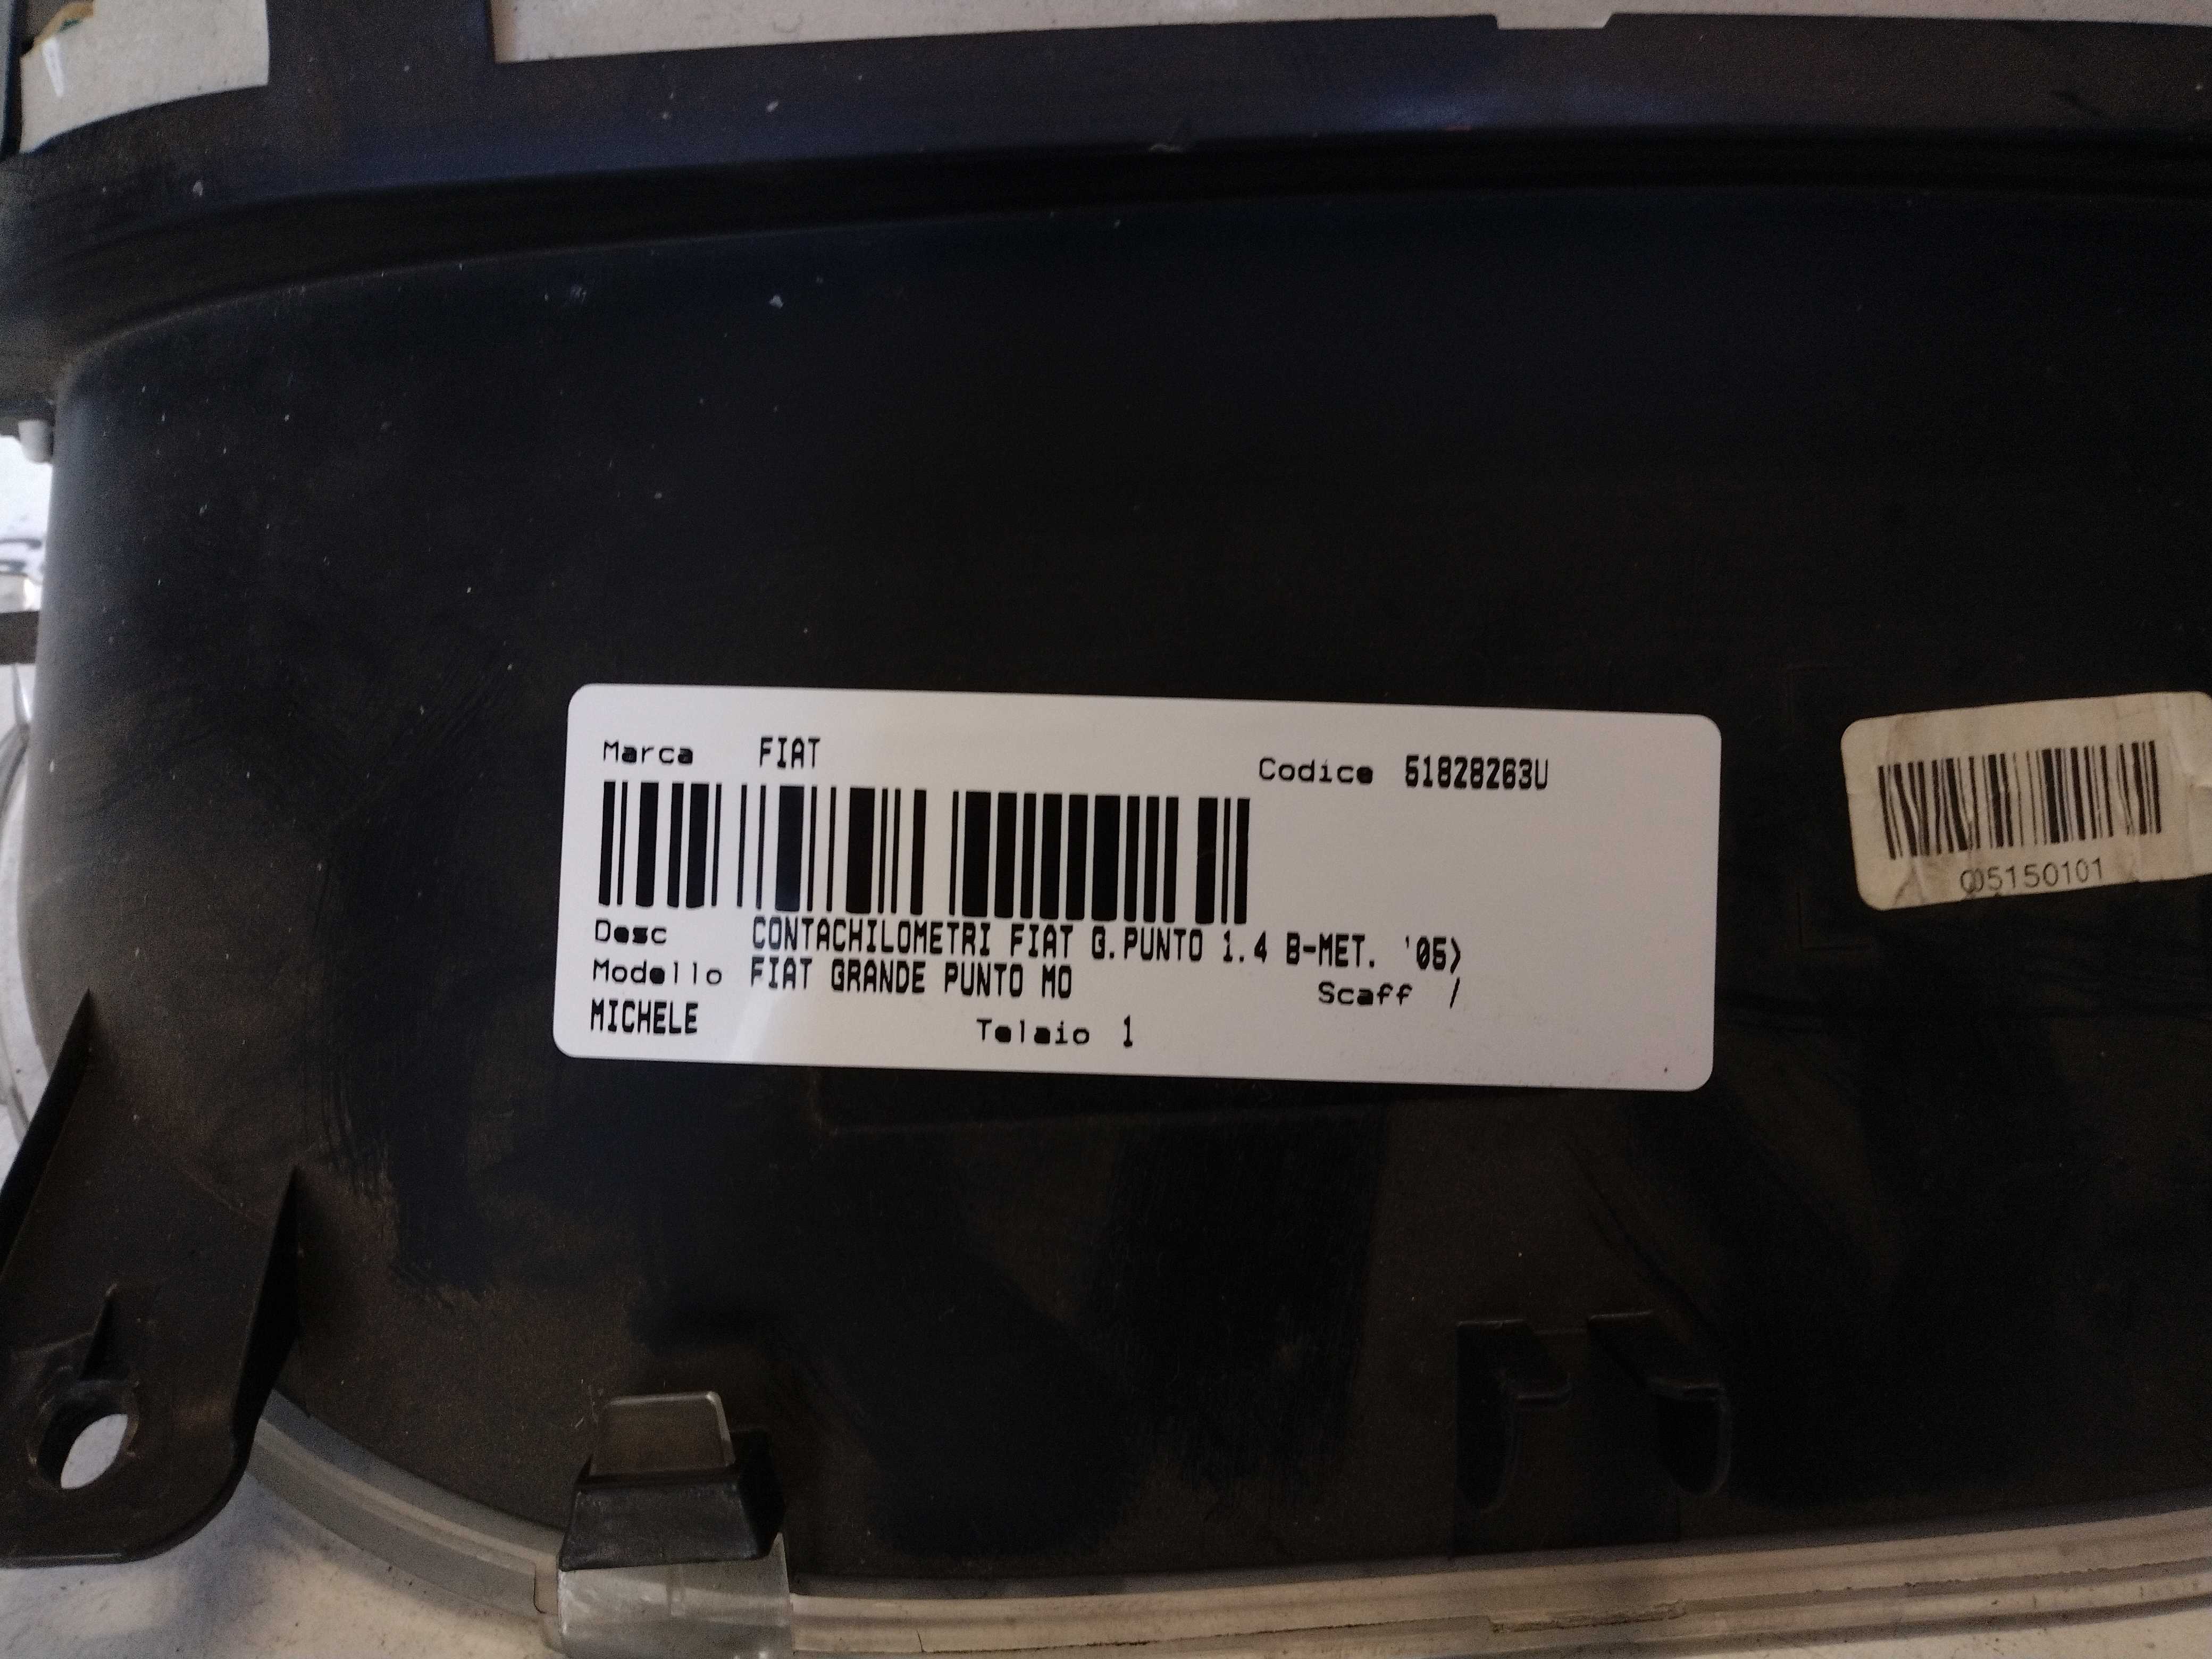 Marca FIAT
Codice 51828263U
Desc CONTACHILOMETRI FIAT G.PUNTO 1.4 B-MET. '05)
Modello FIAT GRANDE PUNTO MO
Scaff /
MICHELE
Telaio 1
005150101